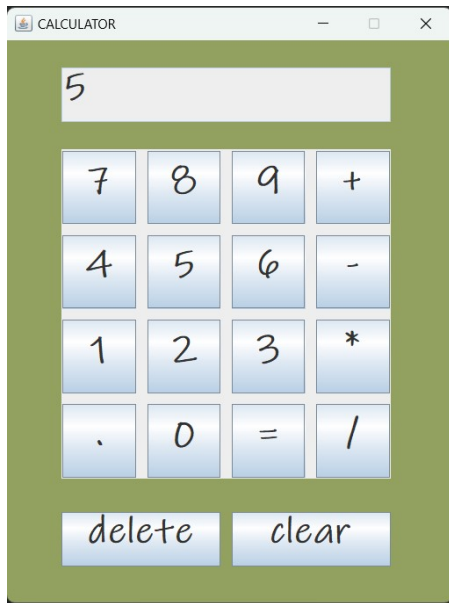 CALCULATOR
5
7 8 9 +
4 5 6 -
1 2 3 *
. 0 = /
delete clear